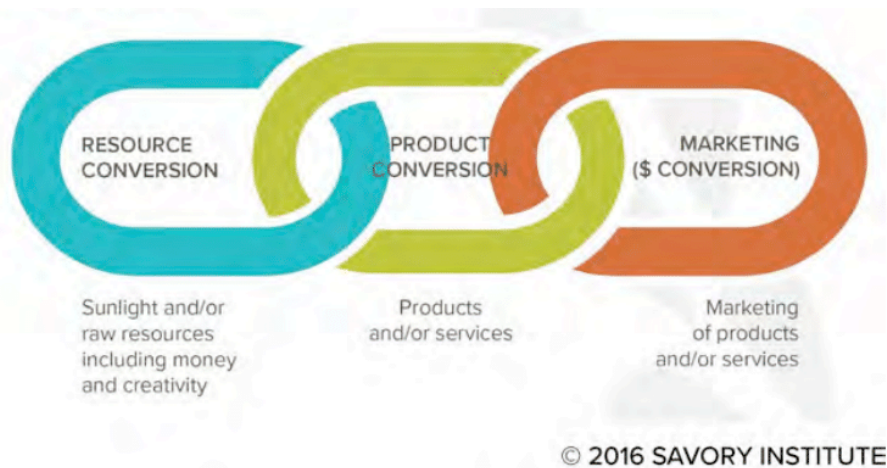 RESOURCE
CONVERSION
PRODUCT
CONVERSION
MARKETING
($ CONVERSION)
Sunlight and/or
raw resources
including money
and creativity
Products
and/or services
Marketing
of products
and/or services
© 2016 SAVORY INSTITUTE